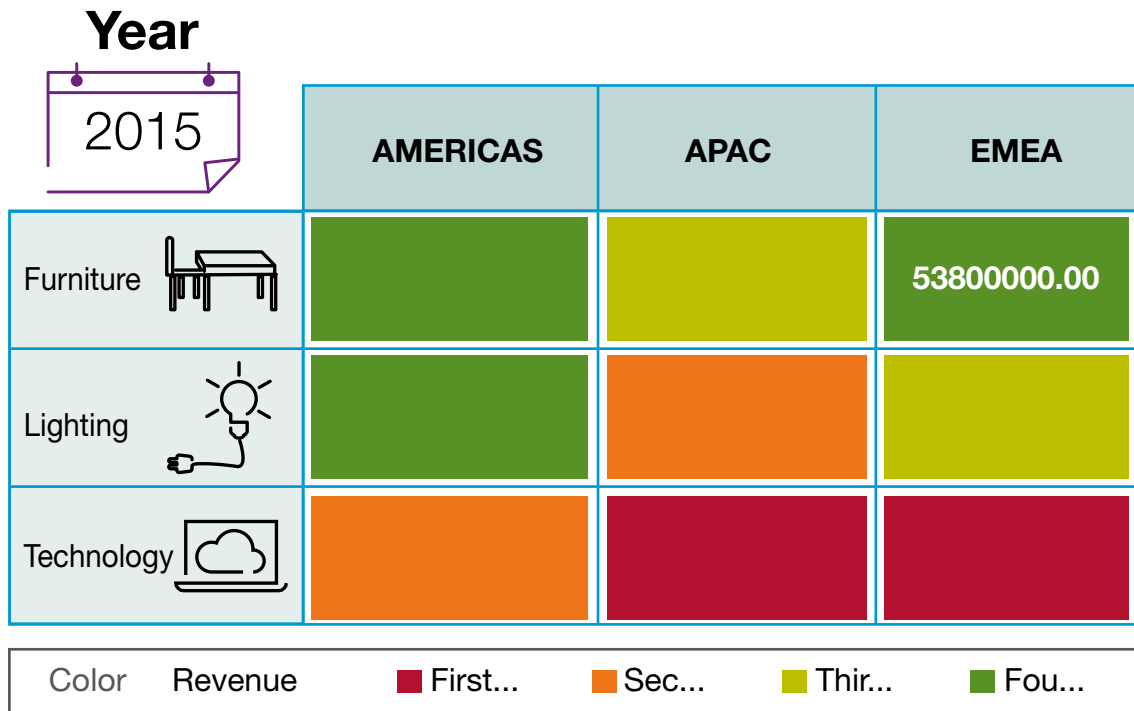 Year
2015
AMERICAS APAC EMEA
Furniture 53800000.00
Lighting
Technology
Color Revenue First... Sec... Thir... Fou...